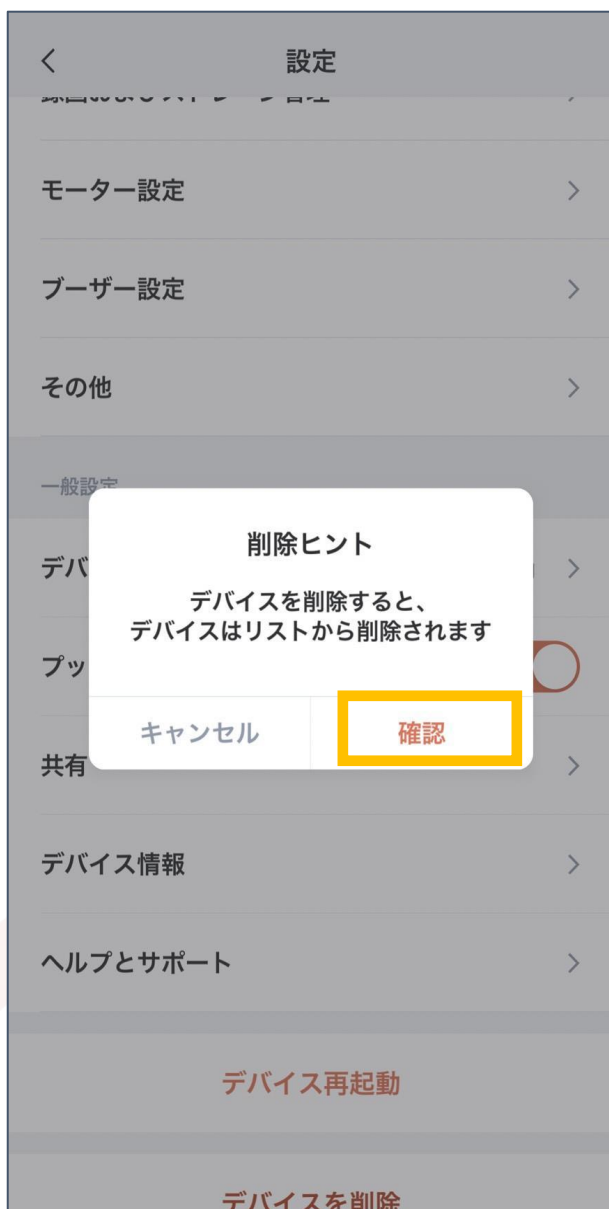 設定
モーター設定
ブーザー設定
その他
一般設定
削除ヒント
デバイスを削除すると、
デバイスはリストから削除されます
キャンセル
確認
デバ
プッ
共有
デバイス情報
ヘルプとサポート
デバイス再起動
デバイスを削除